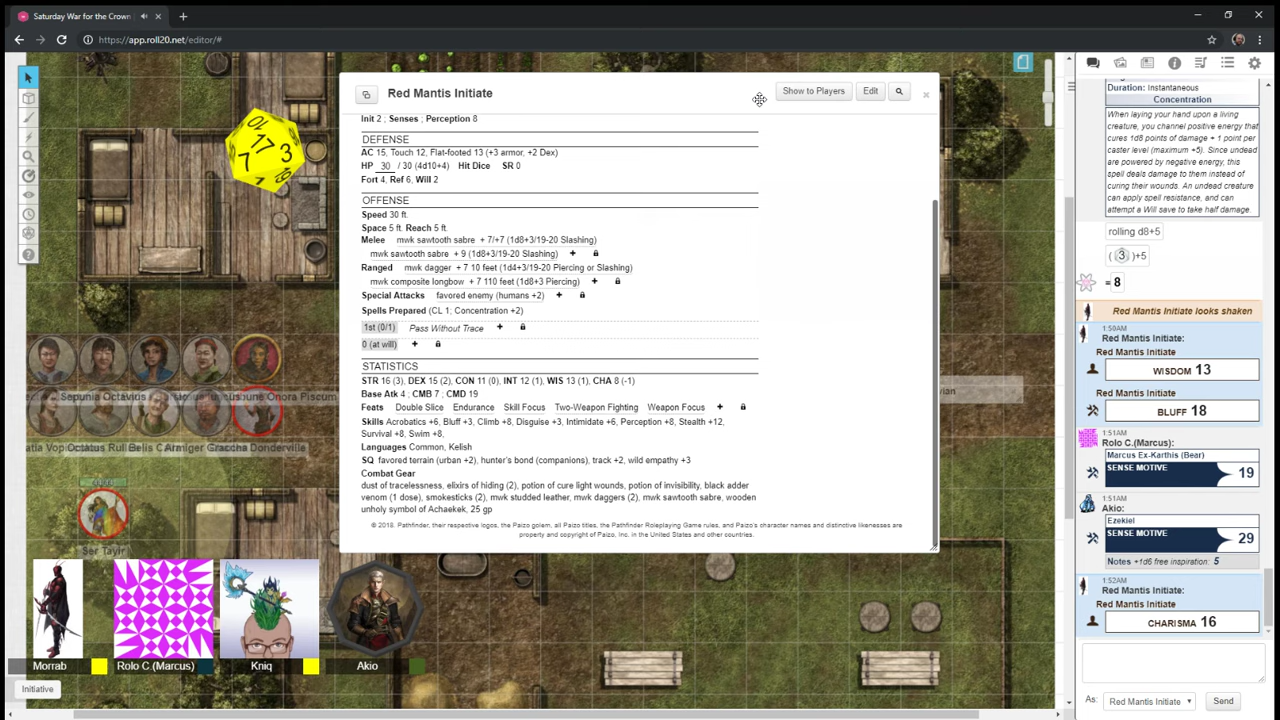 Saturday War for the Crown
https://app.roll20.net/editor/#
Red Mantis Initiate
Show to Players
Edit
Init 2 ; Senses ; Perception 8
DEFENSE
AC 15, Touch 12, Flat-footed 13 (+3 armor, +2 Dex)
HP 30 / 30 (4d10+4) Hit Dice SR 0
Fort 4, Ref 6, Will 2
OFFENSE
Speed 30 ft.
Space 5 ft. Reach 5 ft.
Melee mwk sawtooth sabre + 7/+7 (1d8+3/19-20 Slashing)
mwk sawtooth sabre + 9 (1d8+3/19-20 Slashing)
Ranged mwk dagger + 7 10 feet (1d4+3/19-20 Piercing or Slashing)
mwk composite longbow + 7 110 feet (1d8+3 Piercing)
Special Attacks favored enemy (humans +2)
Spells Prepared (CL 1; Concentration +2)
1st (0/1) Pass Without Trace
0 (at will)
STATISTICS
STR 16 (3), DEX 15 (2), CON 11 (0), INT 12 (1), WIS 13 (1), CHA 8 (-1)
Base Atk 4 ; CMB 7 ; CMD 19
Feats Double Slice Endurance Skill Focus Two-Weapon Fighting Weapon Focus
Skills Acrobatics +6, Bluff +3, Climb +8, Disguise +3, Intimidate +6, Perception +8, Stealth +12,
Survival +8, Swim +8,
Languages Common, Kelish
SQ favored terrain (urban +2), hunter's bond (companions), track +2, wild empathy +3
Combat Gear
dust of tracelessness, elixirs of hiding (2), potion of cure light wounds, potion of invisibility, black adder
venom (1 dose), smokesticks (2), mwk studded leather, mwk daggers (2), mwk sawtooth sabre, wooden
unholy symbol of Achaekek, 25 gp
© 2018. Pathfinder, their respective logos, the Paizo golem, all Paizo titles, the Pathfinder Roleplaying Game rules, and Paizo's character names and distinctive likenesses are
property and copyright of Paizo, Inc. in the United States and other countries.
10
17
7
3
Ser Tayir
Morrab
Rolo C.(Marcus)
Kniq
Akio
Initiative
Duration: Instantaneous
Concentration
When laying your hand upon a living
creature, you channel positive energy that
cures 1d8 points of damage + 1 point per
caster level (maximum +5). Since undead
are powered by negative energy, this
spell deals damage to them instead of
curing their wounds. An undead creature
can apply spell resistance, and can
attempt a Will save to take half damage.
rolling d8+5
( 3 )+5
= 8
Red Mantis Initiate looks shaken
1:50AM
Red Mantis Initiate:
Red Mantis Initiate
WISDOM 13
Red Mantis Initiate
BLUFF 18
1:51AM
Rolo C.(Marcus):
Marcus Ex-Karthis (Bear)
SENSE MOTIVE 19
1:51AM
Akio:
Ezekiel
SENSE MOTIVE 29
Notes +1d6 free inspiration: 5
1:52AM
Red Mantis Initiate:
Red Mantis Initiate
CHARISMA 16
As: Red Mantis Initiate Send